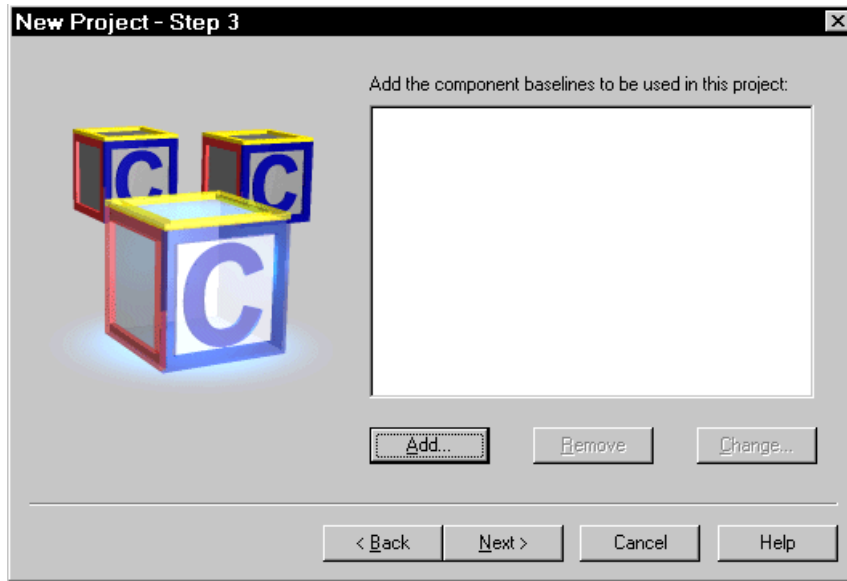 New Project - Step 3
Add the component baselines to be used in this project:
C C
C
Add... Remove Change...
< Back Next > Cancel Help